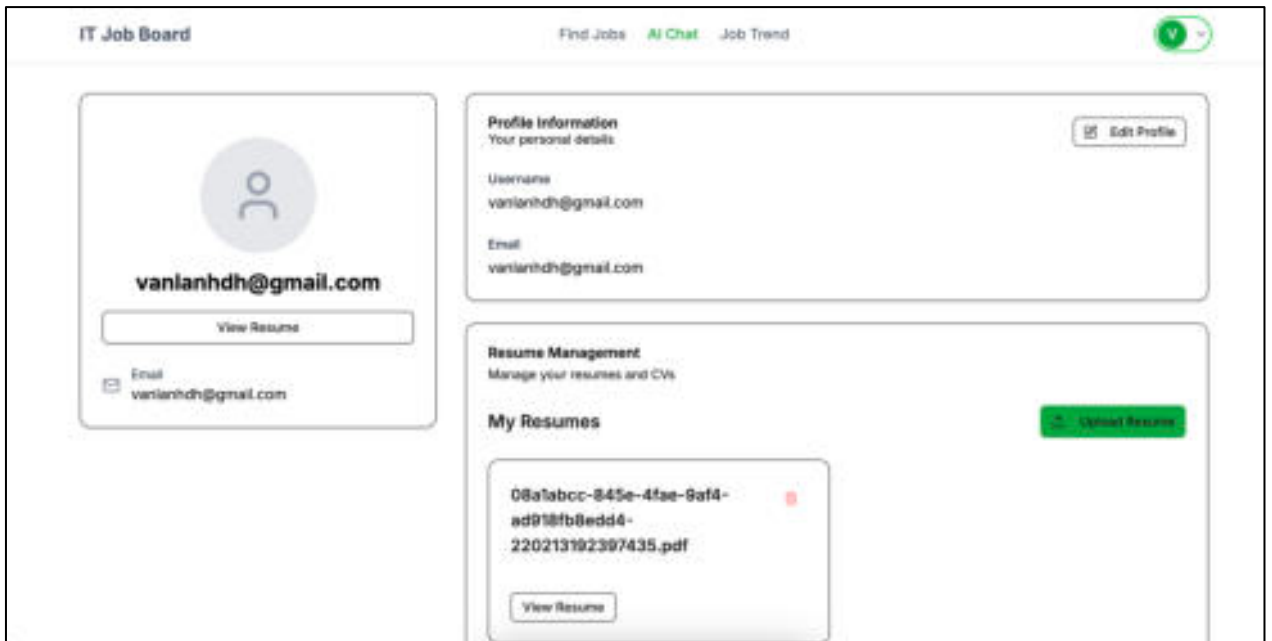 IT Job Board
Find Jobs AI Chat Job Trend
V
vanlanhdh@gmail.com
View Resume
Email
vanlanhdh@gmail.com
Profile Information
Your personal details
Edit Profile
Username
vanlanhdh@gmail.com
Email
vanlanhdh@gmail.com
Resume Management
Manage your resumes and CVs
My Resumes
Upload Resume
08a1abcc-845e-4fae-9af4-
ad918fb8edd4-
220213192397435.pdf
View Resume